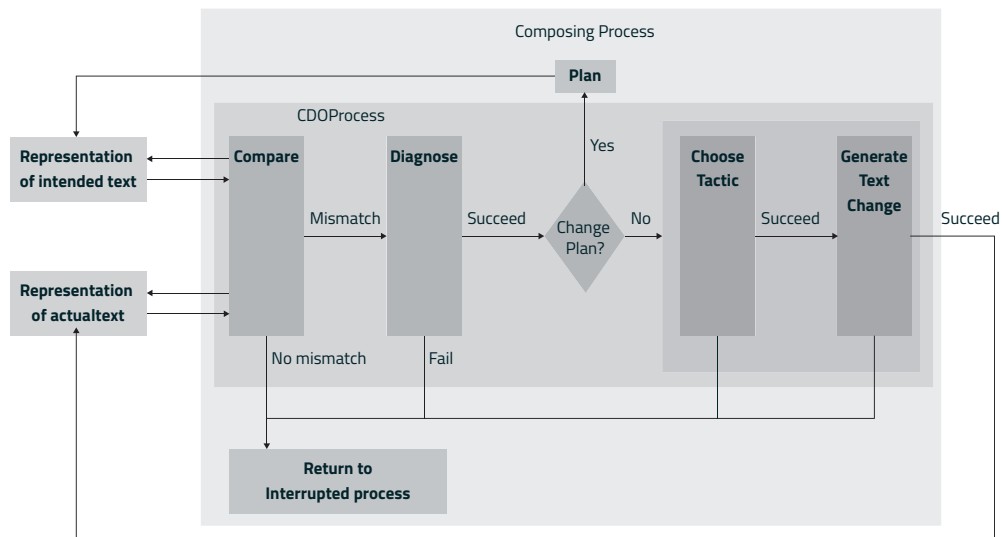 Composing Process
Plan
CDOProcess
Representation
of intended text
Compare
Diagnose
Yes
Choose
Tactic
Generate
Text
Change
Mismatch
Succeed
Change
Plan?
No
Succeed
Succeed
Representation
of actualtext
No mismatch
Fail
Return to
Interrupted process